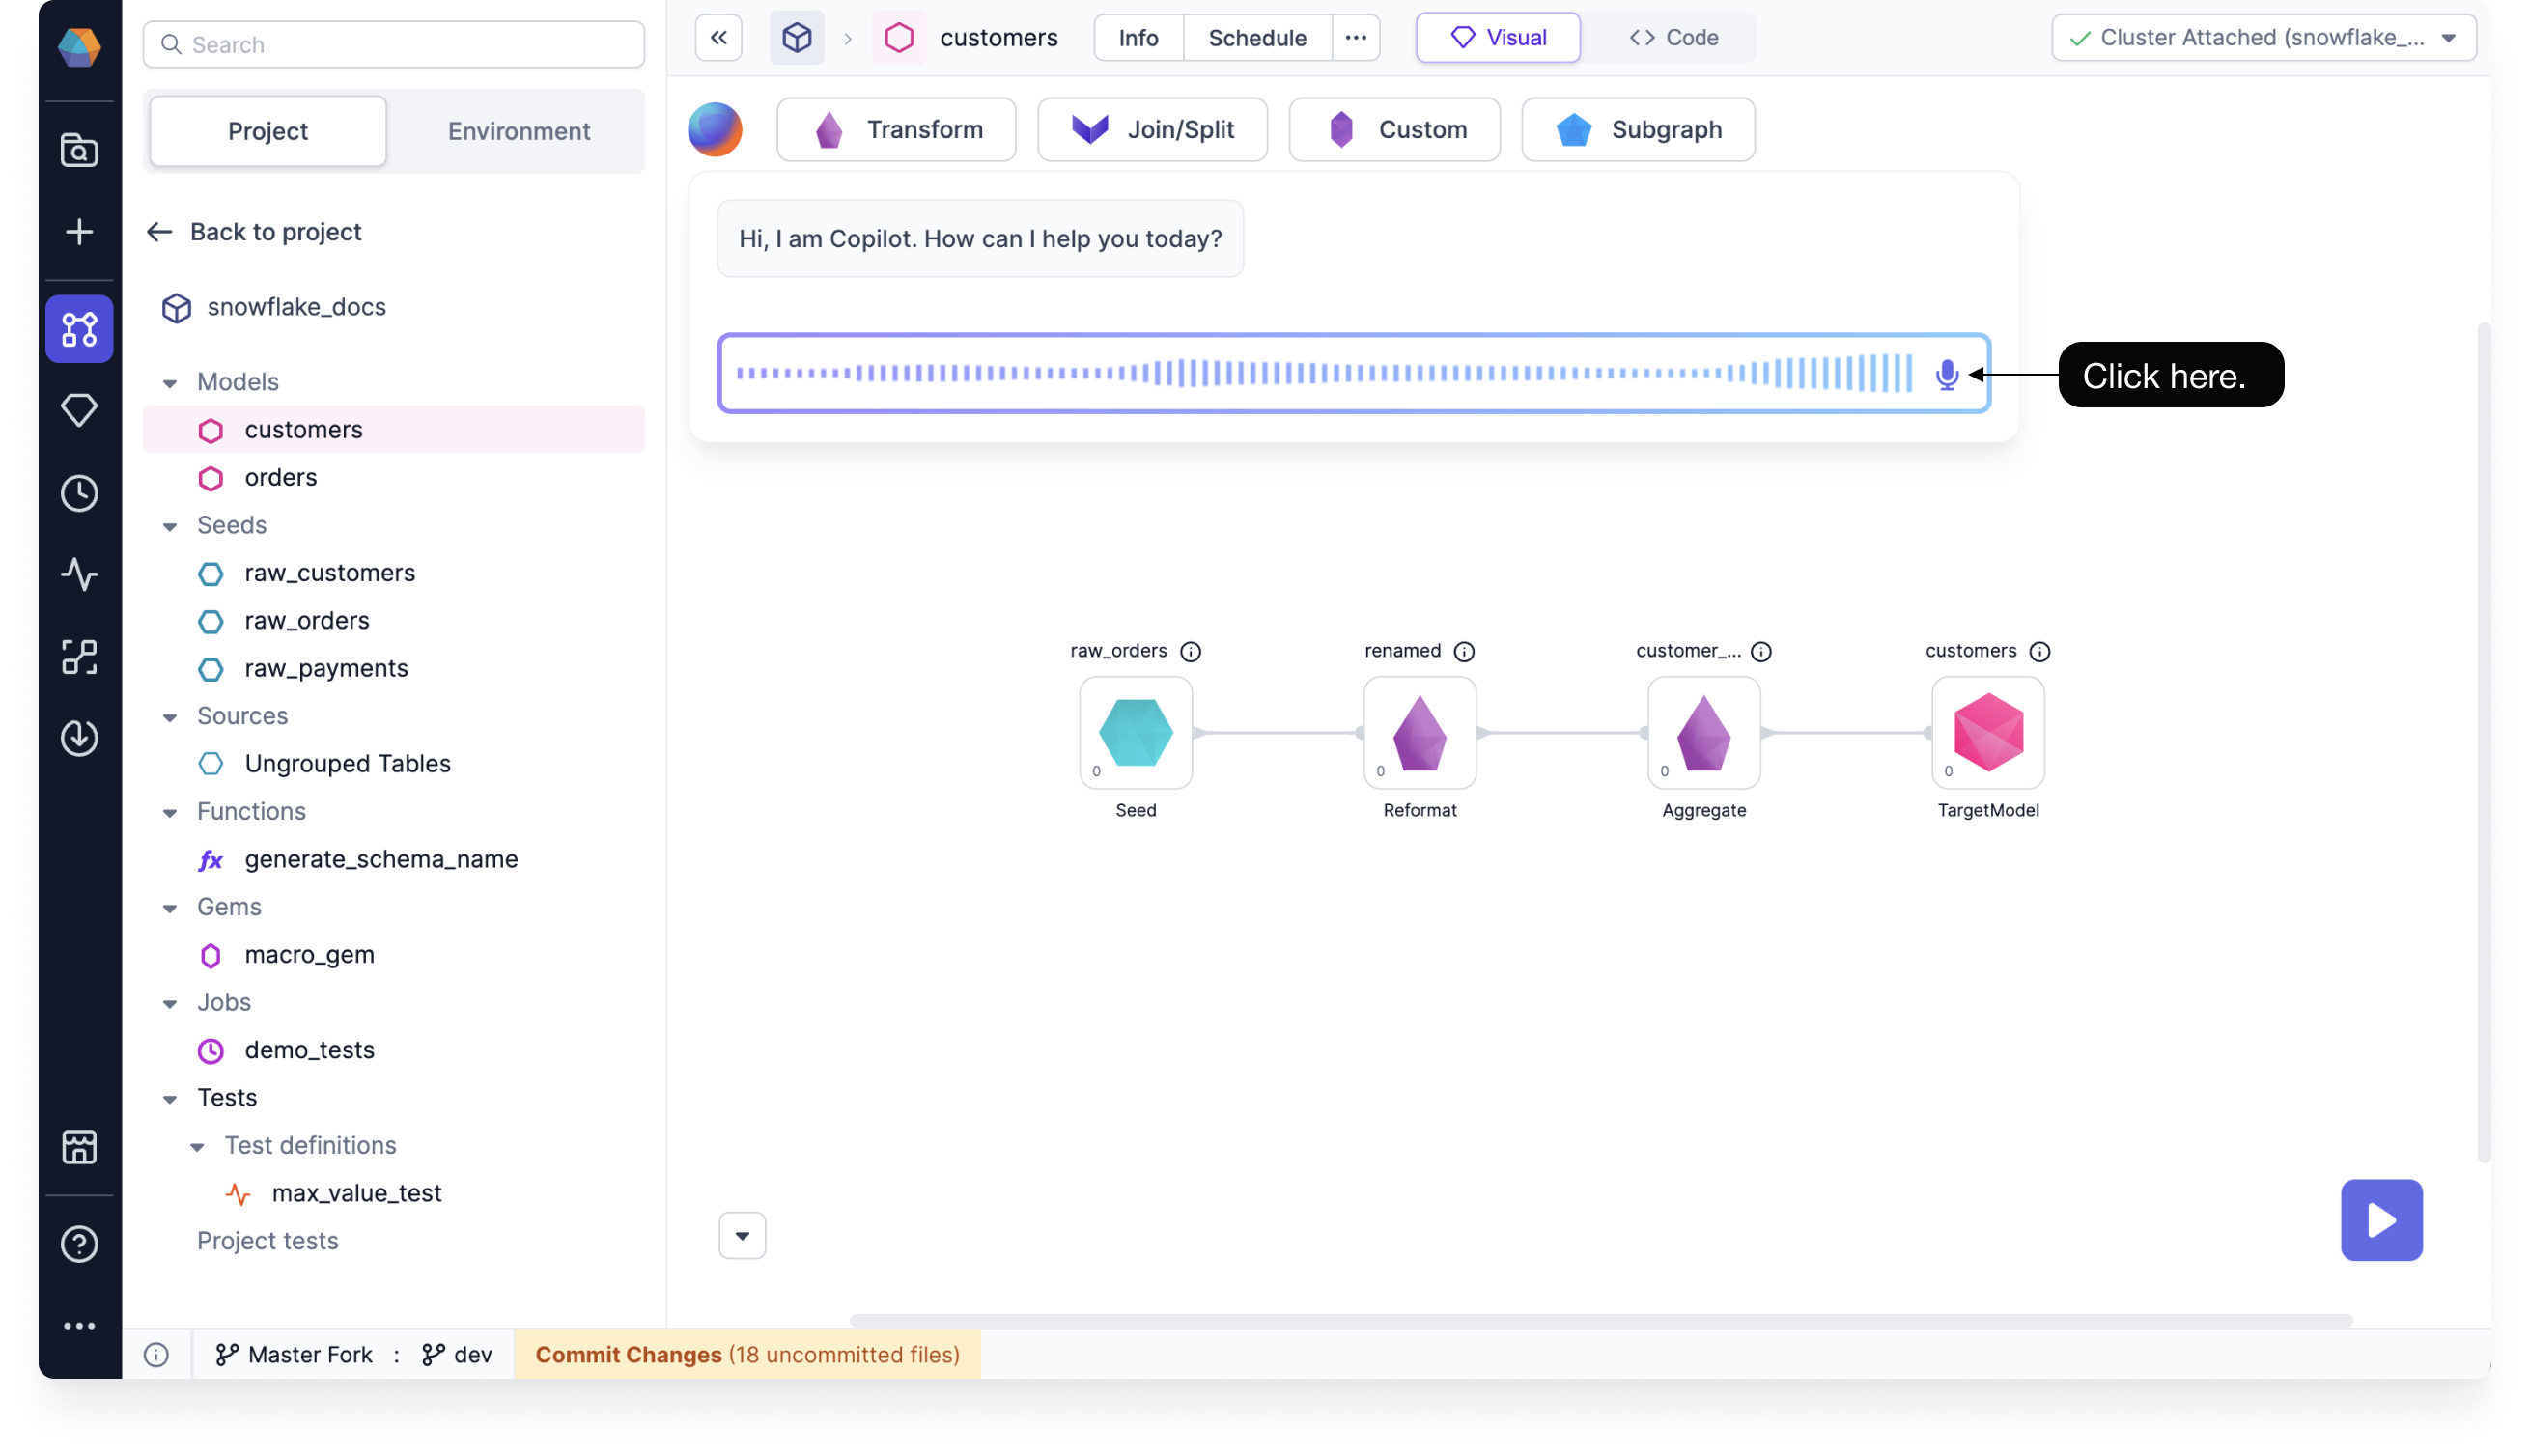 Search
Project
Environment
Back to project
snowflake_docs
Models
customers
orders
Seeds
raw_customers
raw_orders
raw_payments
Sources
Ungrouped Tables
Functions
fx generate_schema_name
Gems
macro_gem
Jobs
demo_tests
Tests
Test definitions
max_value_test
Project tests
customers
Info
Schedule
Visual
Code
Cluster Attached (snowflake_...
Transform
Join/Split
Custom
Subgraph
Hi, I am Copilot. How can I help you today?
Click here.
raw_orders
renamed
customer_...
customers
0
0
0
0
Seed
Reformat
Aggregate
TargetModel
Master Fork : dev
Commit Changes (18 uncommitted files)